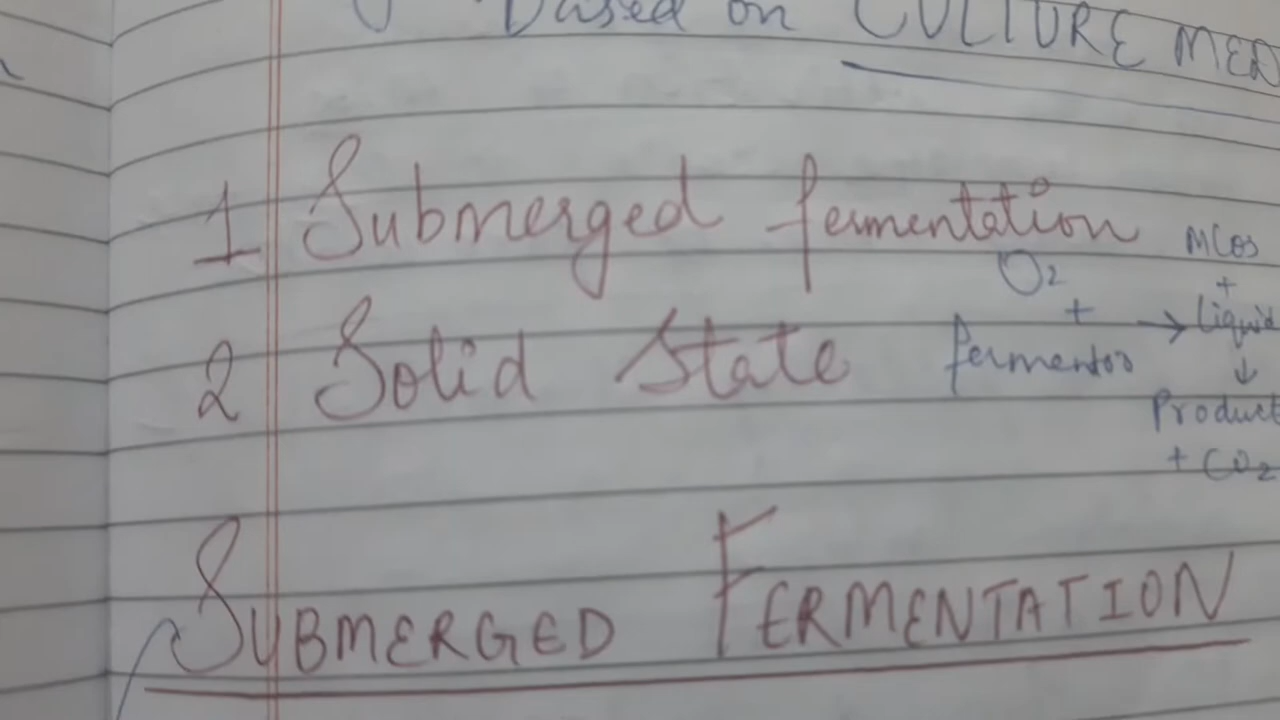 Based on CULTURE MED
1 Submerged fermentation
O2
+
fermentor →
MCOs
+
Liquid
↓
Product
+ CO2
2 Solid State
SUBMERGED FERMENTATION